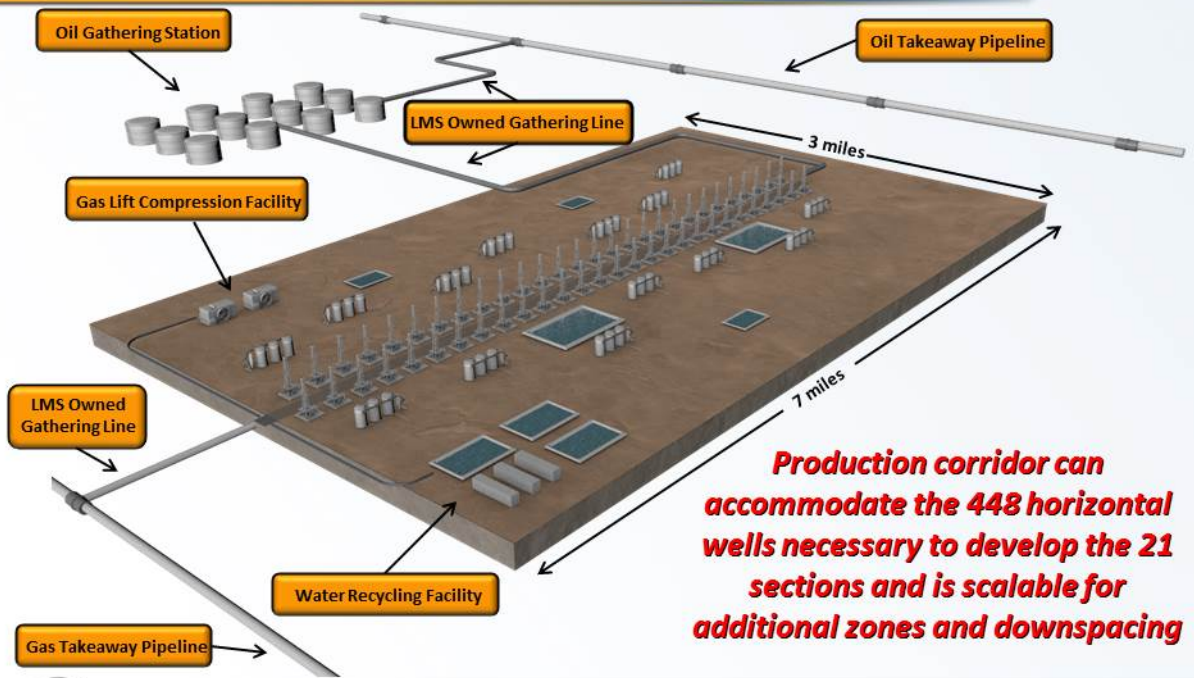 Oil Gathering Station
Oil Takeaway Pipeline
LMS Owned Gathering Line
3 miles
Gas Lift Compression Facility
LMS Owned
Gathering Line
7 miles
Production corridor can
accommodate the 448 horizontal
wells necessary to develop the 21
sections and is scalable for
additional zones and downspacing
Water Recycling Facility
Gas Takeaway Pipeline